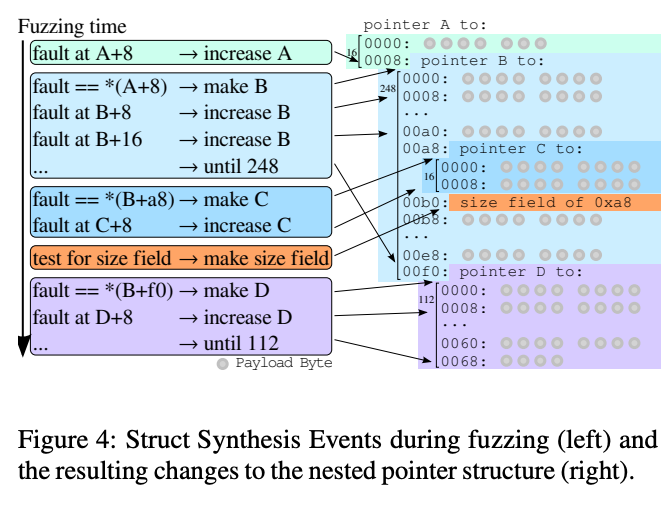 Fuzzing time
fault at A+8 → increase A
fault == *(A+8) → make B
fault at B+8 → increase B
fault at B+16 → increase B
... → until 248
fault == *(B+a8) → make C
fault at C+8 → increase C
test for size field → make size field
fault == *(B+f0) → make D
fault at D+8 → increase D
... → until 112
Payload Byte
pointer A to:
16
0000:
0008: pointer B to:
248
0000:
0008:
...
00a0:
00a8: pointer C to:
16
0000:
0008:
00b0: size field of 0xa8
00b8:
...
00e8:
00f0: pointer D to:
112
0000:
0008:
...
0060:
0068:
Figure 4: Struct Synthesis Events during fuzzing (left) and
the resulting changes to the nested pointer structure (right).